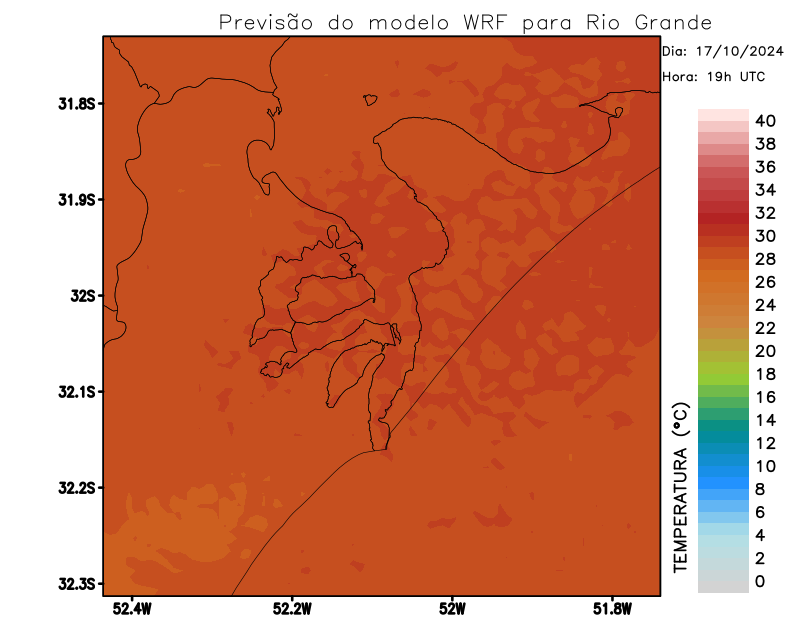 Previsão do modelo WRF para Rio Grande
Dia: 17/10/2024
Hora: 19h UTC
31.8S
31.9S
32S
32.1S
32.2S
32.3S
52.4W
52.2W
52W
51.8W
40
38
36
34
32
30
28
26
24
22
20
18
16
14
12
10
8
6
4
2
0
TEMPERATURA (°C)